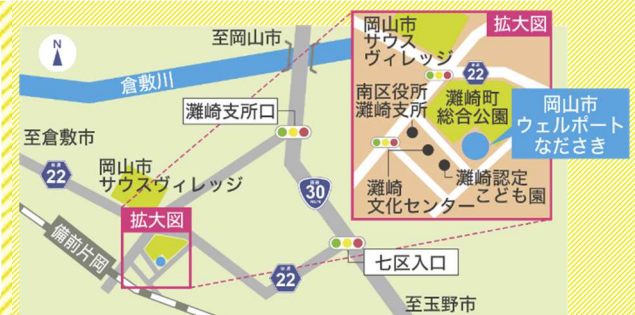 N
至岡山市
倉敷川
灘崎支所口
至倉敷市
22
岡山市
サウスヴィレッジ
拡大図
備前片岡
30
22
七区入口
至玉野市
拡大図
岡山市
サウス
ヴィレッジ
22
南区役所
灘崎支所
灘崎町
総合公園
岡山市
ウェルポート
なださき
灘崎認定
こども園
灘崎
文化センター